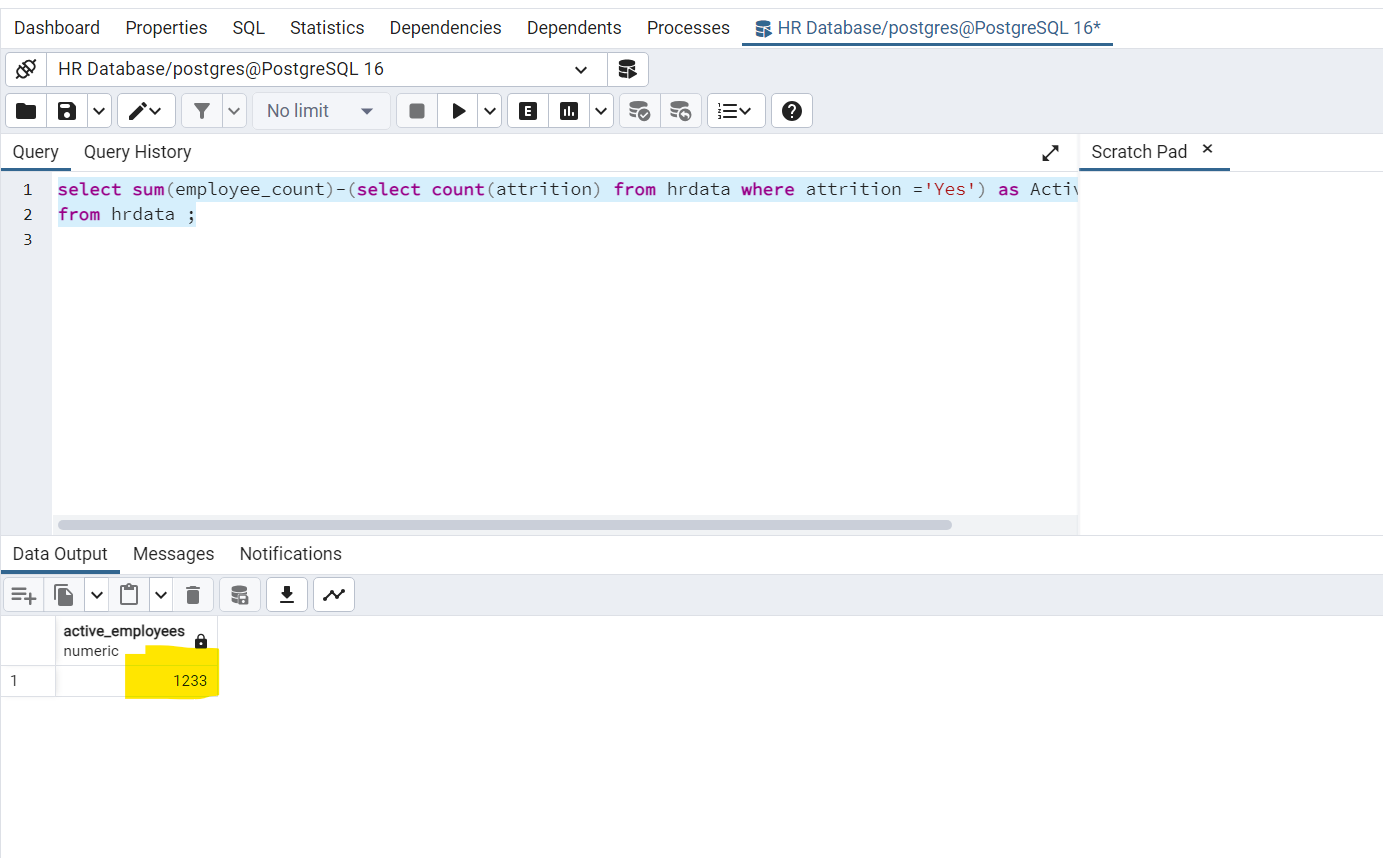 Dashboard Properties SQL Statistics Dependencies Dependents Processes HR Database/postgres@PostgreSQL 16*
HR Database/postgres@PostgreSQL 16
No limit E
Query Query History Scratch Pad
1 select sum(employee_count)-(select count(attrition) from hrdata where attrition ='Yes') as Activ
2 from hrdata ;
3
Data Output Messages Notifications
active_employees
numeric
1 1233